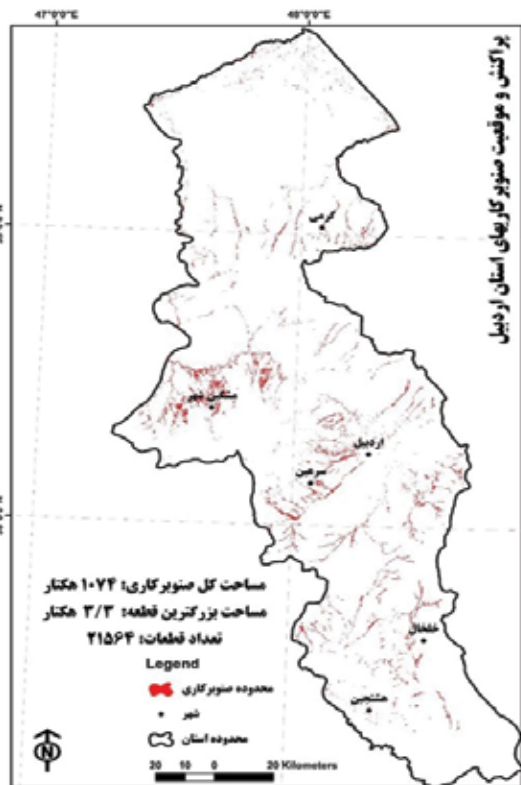 47°0'0"E
48°0'0"E
پراکنش و موقعیت صنوبرکاریهای استان اردبیل
گرمی
مشگین شهر
اردبیل
سرعین
مساحت کل صنوبرکاری: ۱۰۷۴ هکتار
مساحت بزرگترین قطعه: ۳/۳ هکتار
تعداد قطعات: ۲۱۵۶۴
خلخال
هشتجین
Legend
محدوده صنوبرکاری
شهر
محدوده استان
N
20 10 0 20 Kilometers